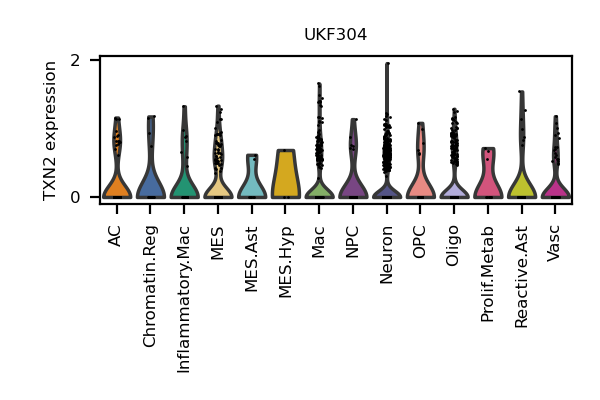 UKF304
TXN2 expression
2
0
AC
Chromatin.Reg
Inflammatory.Mac
MES
MES.Ast
MES.Hyp
Mac
NPC
Neuron
OPC
Oligo
Prolif.Metab
Reactive.Ast
Vasc